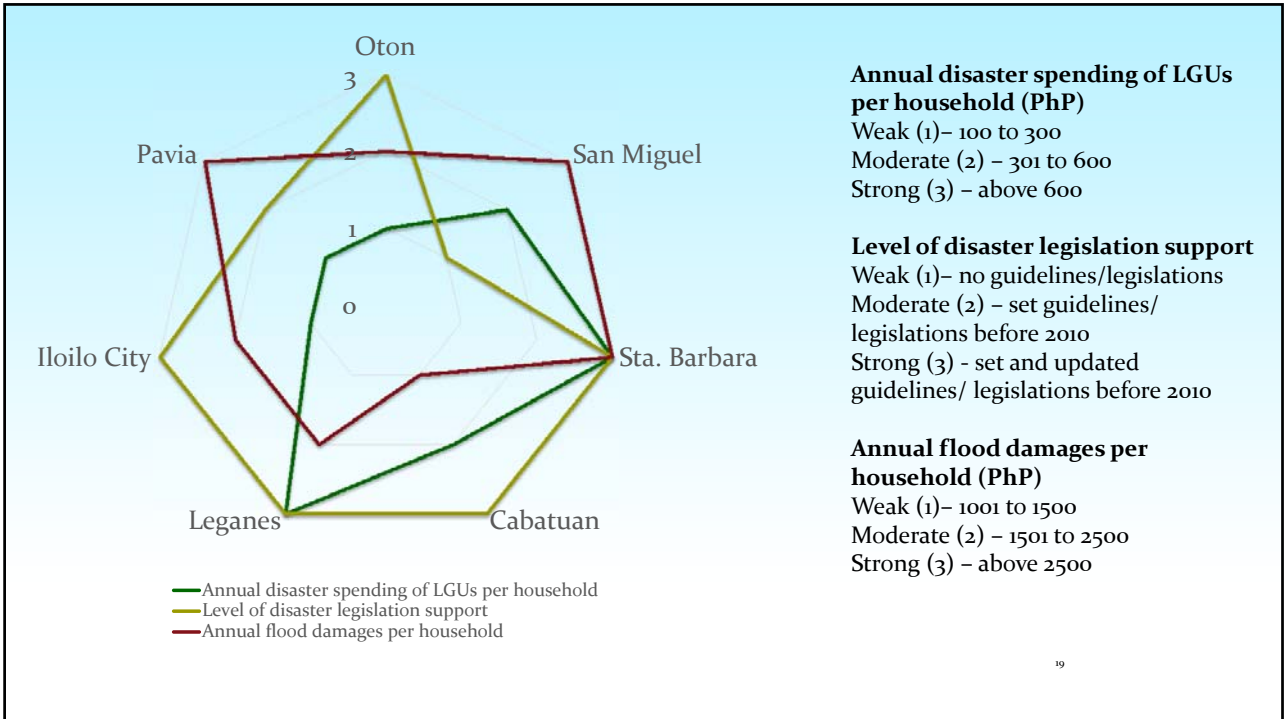 Oton
3
Pavia
2
San Miguel
1
0
Iloilo City
Sta. Barbara
Leganes
Cabatuan
Annual disaster spending of LGUs per household
Level of disaster legislation support
Annual flood damages per household
Annual disaster spending of LGUs
per household (PhP)
Weak (1)– 100 to 300
Moderate (2) – 301 to 600
Strong (3) – above 600
Level of disaster legislation support
Weak (1)– no guidelines/legislations
Moderate (2) – set guidelines/
legislations before 2010
Strong (3) - set and updated
guidelines/ legislations before 2010
Annual flood damages per
household (PhP)
Weak (1)– 1001 to 1500
Moderate (2) – 1501 to 2500
Strong (3) – above 2500
19